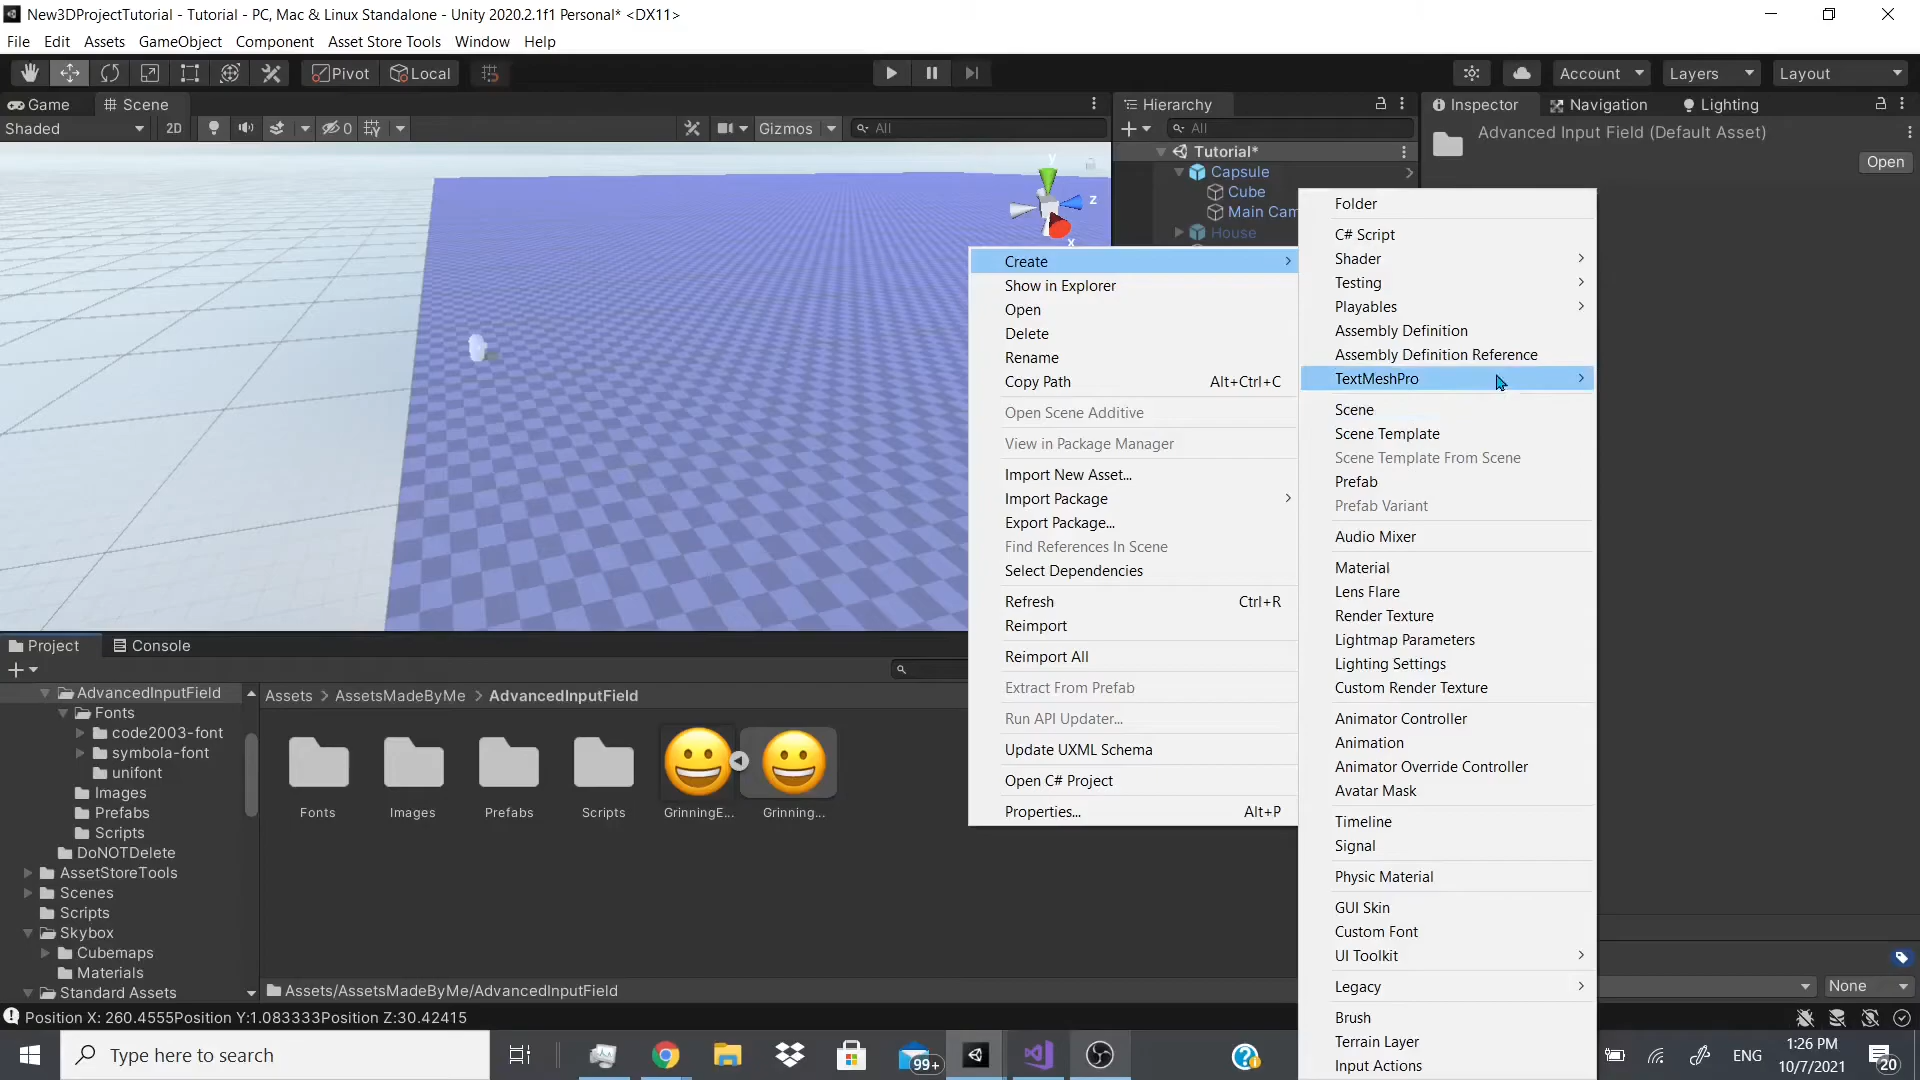 New3DProjectTutorial - Tutorial - PC, Mac & Linux Standalone - Unity 2020.2.1f1 Personal* <DX11>
File Edit Assets GameObject Component Asset Store Tools Window Help
Pivot Local Account Layers Layout
Game Scene
Shaded 2D 0 Gizmos All
Hierarchy
All
Tutorial*
Capsule
Cube
Main Cam
House
Inspector Navigation Lighting
Advanced Input Field (Default Asset)
Open
Create
Show in Explorer
Open
Delete
Rename
Copy Path Alt+Ctrl+C
Open Scene Additive
View in Package Manager
Import New Asset...
Import Package
Export Package...
Find References In Scene
Select Dependencies
Refresh Ctrl+R
Reimport
Reimport All
Extract From Prefab
Run API Updater...
Update UXML Schema
Open C# Project
Properties... Alt+P
Folder
C# Script
Shader
Testing
Playables
Assembly Definition
Assembly Definition Reference
TextMeshPro
Scene
Scene Template
Scene Template From Scene
Prefab
Prefab Variant
Audio Mixer
Material
Lens Flare
Render Texture
Lightmap Parameters
Lighting Settings
Custom Render Texture
Animator Controller
Animation
Animator Override Controller
Avatar Mask
Timeline
Signal
Physic Material
GUI Skin
Custom Font
UI Toolkit
Legacy
Brush
Terrain Layer
Input Actions
y
z
x
Project Console
AdvancedInputField
Fonts
code2003-font
symbola-font
unifont
Images
Prefabs
Scripts
DoNOTDelete
AssetStoreTools
Scenes
Scripts
Skybox
Cubemaps
Materials
Standard Assets
Assets > AssetsMadeByMe > AdvancedInputField
Fonts Images Prefabs Scripts GrinningE... Grinning...
Assets/AssetsMadeByMe/AdvancedInputField
None
Position X: 260.4555Position Y:1.083333Position Z:30.42415
Type here to search
99+
ENG
1:26 PM
10/7/2021
20